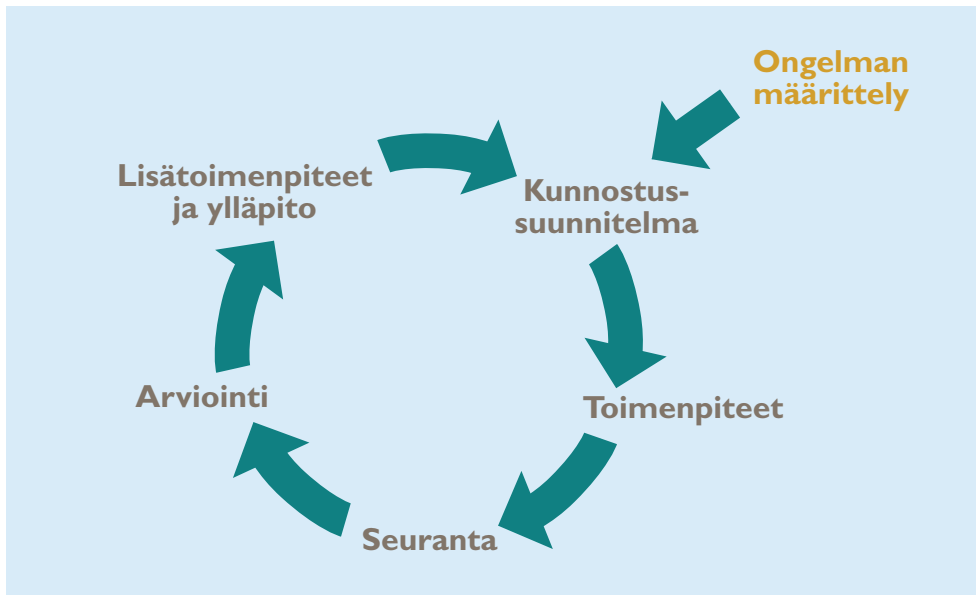 Ongelman
määrittely
Kunnostus-
suunnitelma
Toimenpiteet
Seuranta
Arviointi
Lisätoimenpiteet
ja ylläpito